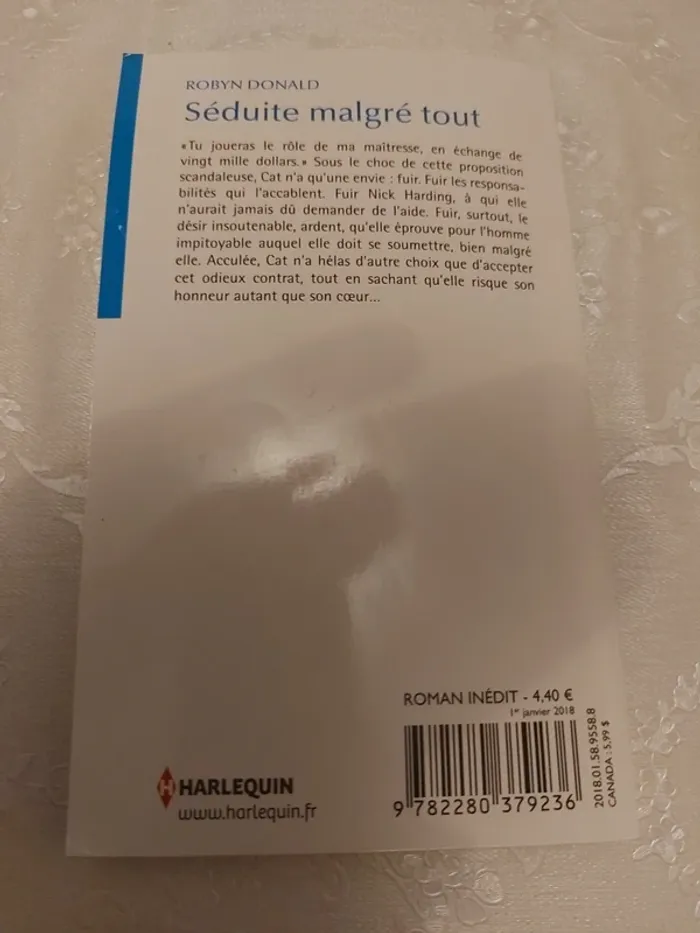 ROBYN DONALD
Séduite malgré tout
«Tu joueras le rôle de ma maîtresse, en échange de
vingt mille dollars.» Sous le choc de cette proposition
scandaleuse, Cat n'a qu'une envie : fuir. Fuir les responsa-
bilités qui l'accablent. Fuir Nick Harding, à qui elle
n'aurait jamais dû demander de l'aide. Fuir, surtout, le
désir insoutenable, ardent, qu'elle éprouve pour l'homme
impitoyable auquel elle doit se soumettre, bien malgré
elle. Acculée, Cat n'a hélas d'autre choix que d'accepter
cet odieux contrat, tout en sachant qu'elle risque son
honneur autant que son cœur...
ROMAN INÉDIT - 4,40 €
1er janvier 2018
9 782280 379236
2018.01.58.9558.8
CANADA : 5,99 $
HARLEQUIN
www.harlequin.fr